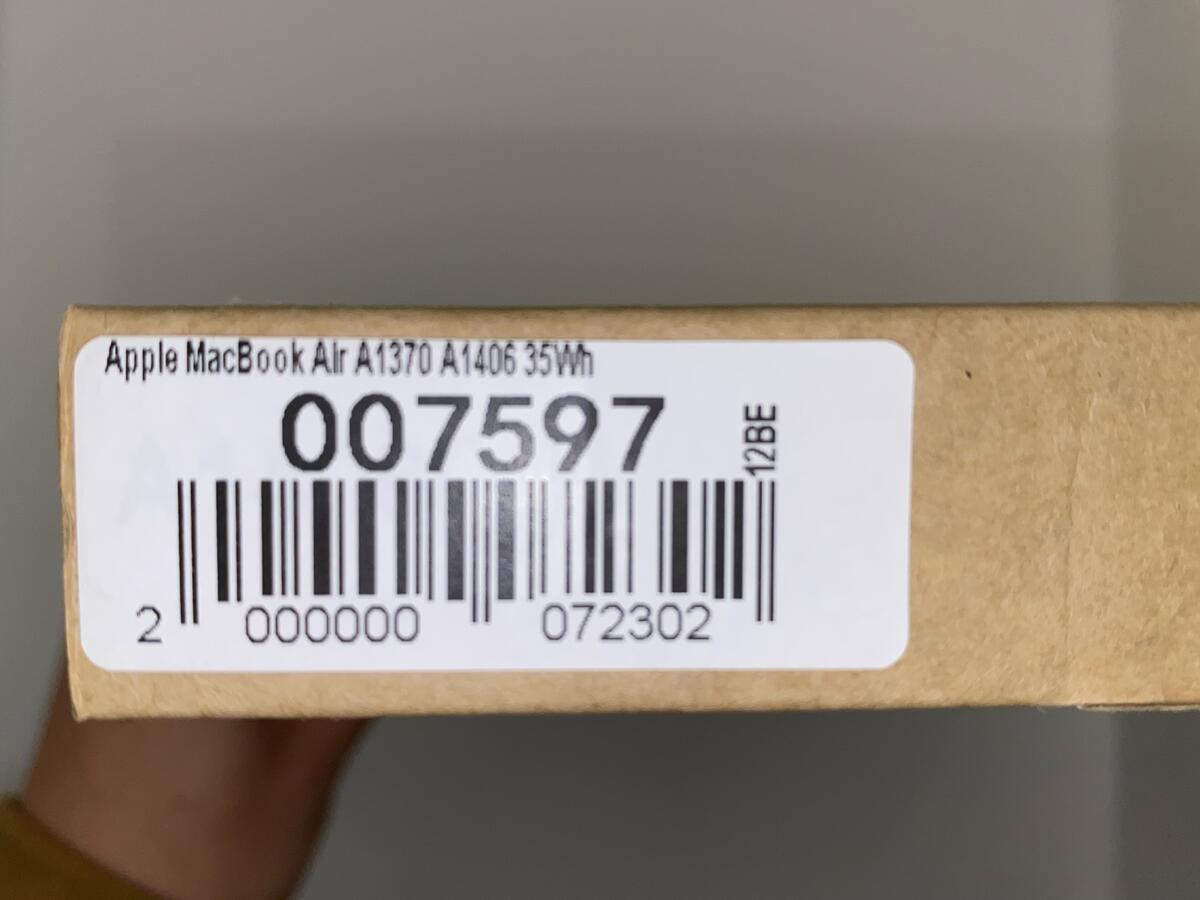 Apple MacBook Air A1370 A1406 35Wh
007597
12BE
2 000000 072302